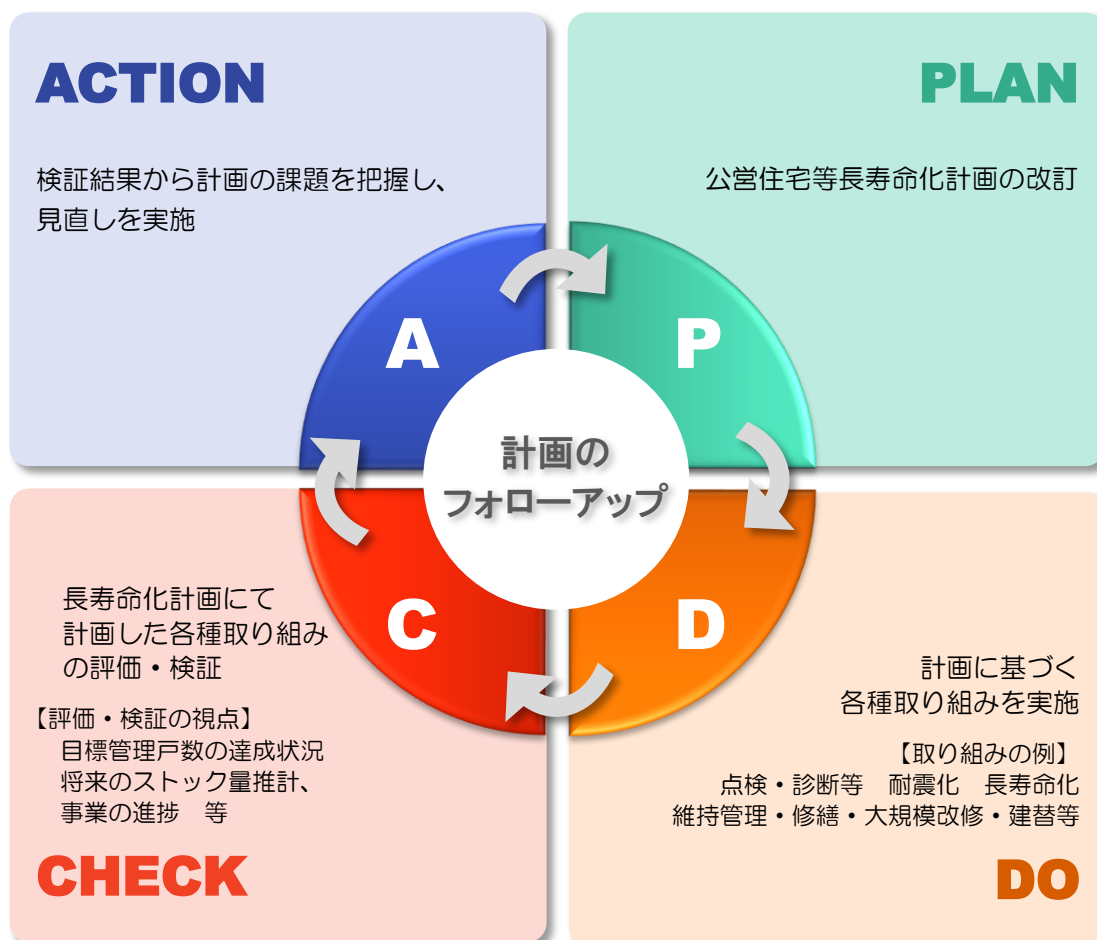 ACTION
検証結果から計画の課題を把握し、
見直しを実施
PLAN
公営住宅等長寿命化計画の改訂
A
P
計画の
フォローアップ
C
D
長寿命化計画にて
計画した各種取り組み
の評価・検証
【評価・検証の視点】
目標管理戸数の達成状況
将来のストック量推計、
事業の進捗　等
CHECK
計画に基づく
各種取り組みを実施
【取り組みの例】
点検・診断等　耐震化　長寿命化
維持管理・修繕・大規模改修・建替等
DO